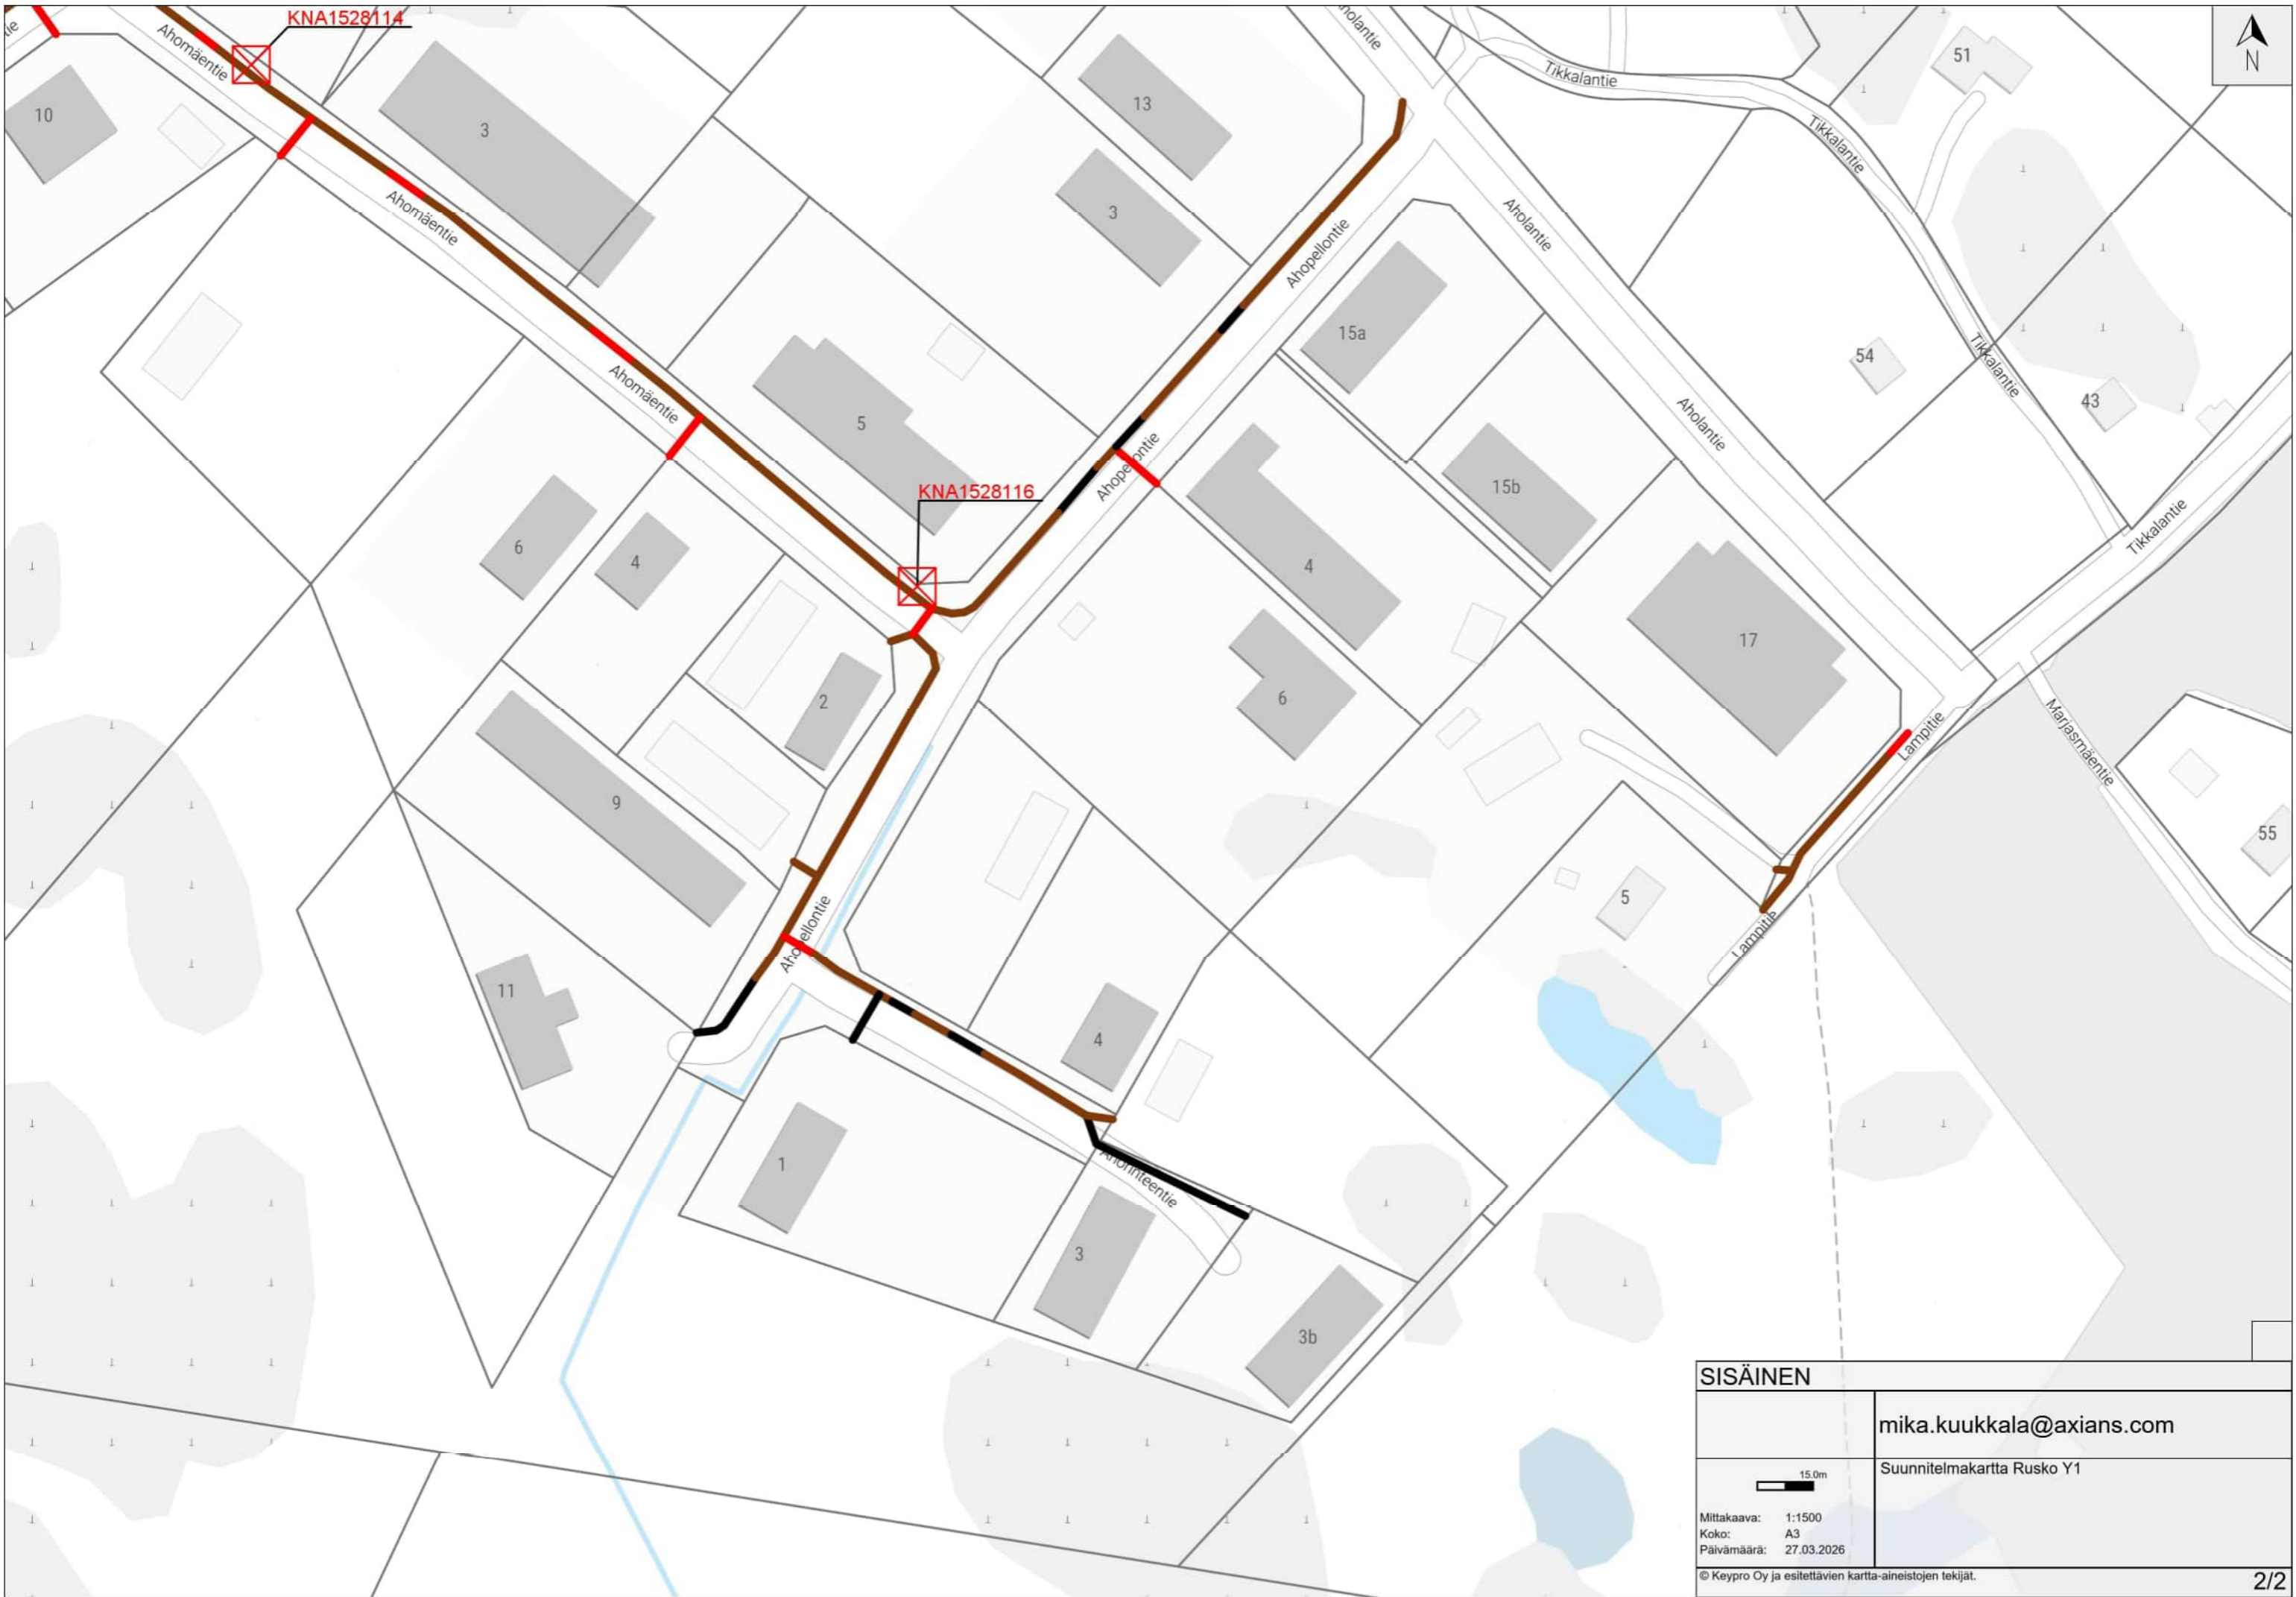 KNA1528114
Ahomäentie
N
51
Tikkalantie
10
3
13
3
Tikkalantie
Ahomäentie
Ahopellontie
Aholantie
15a
54
Tikkalantie
43
Ahomäentie
5
Aholantie
KNA1528116
15b
Tikkalantie
6
4
4
2
6
17
9
Lampitie
Marjasmäentie
55
5
Ahopellontie
Lampitie
11
4
1
3
3b
SISÄINEN
mika.kuukkala@axians.com
15.0m
Suunnitelmakartta Rusko Y1
Mittakaava: 1:1500
Koko: A3
Päivämäärä: 27.03.2026
© Keypro Oy ja esitettävien kartta-aineistojen tekijät.
2/2